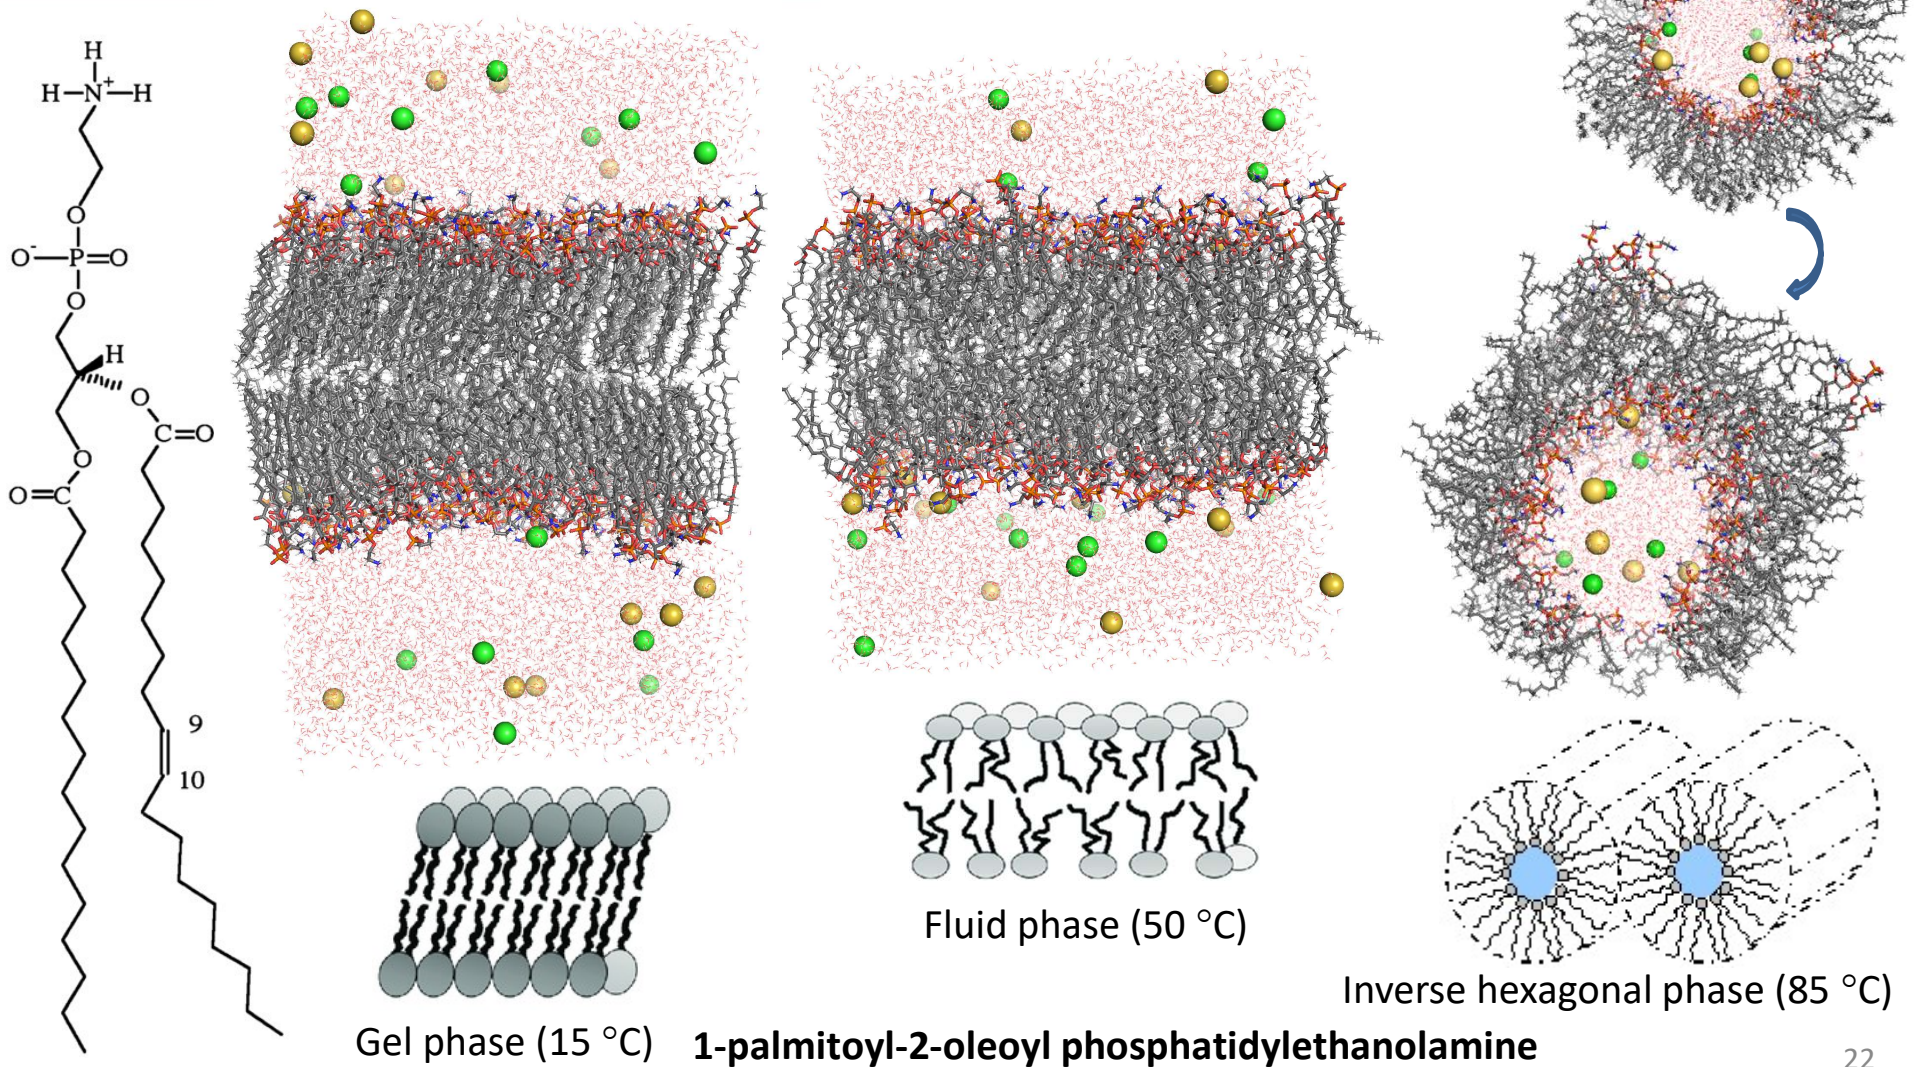 H
H—N⁺—H
O
O⁻—P=O
O
H
O
C=O
O
O=C
9
10
Fluid phase (50 °C)
Inverse hexagonal phase (85 °C)
Gel phase (15 °C)
1-palmitoyl-2-oleoyl phosphatidylethanolamine
22